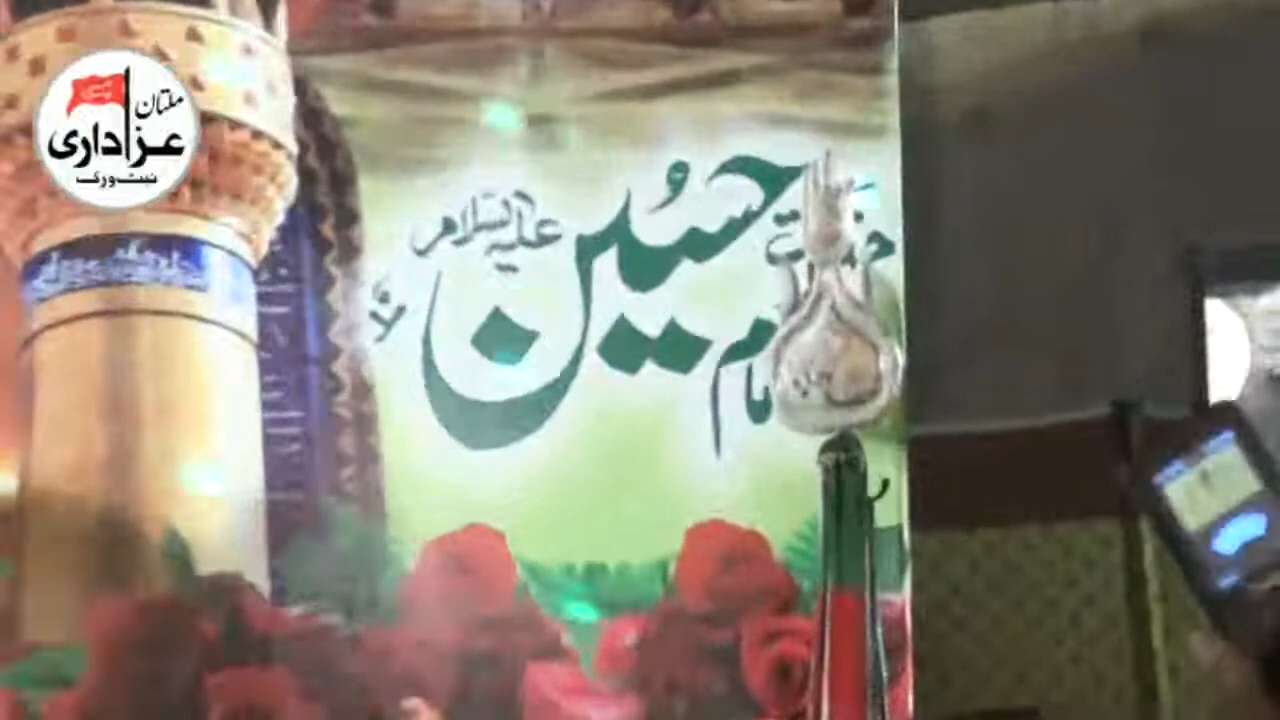 ملتان
عزاداری
نیٹ ورک
حضرت
امام
حسین
علیہ السلام